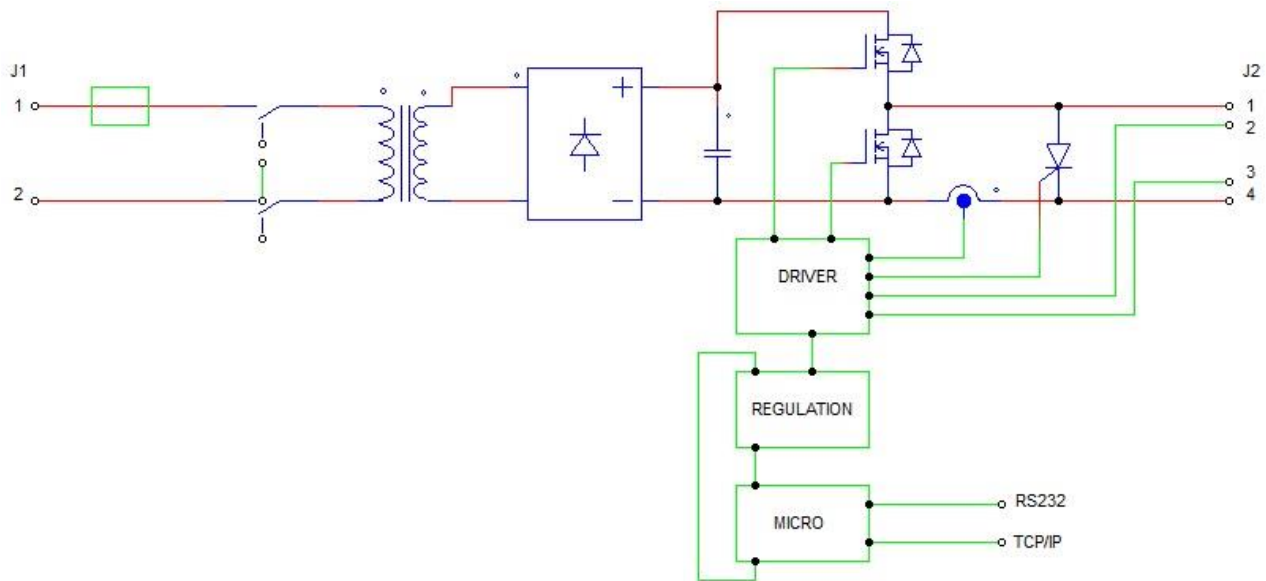 J1
J2
1
1
2
3
2
4
DRIVER
REGULATION
MICRO
RS232
TCP/IP